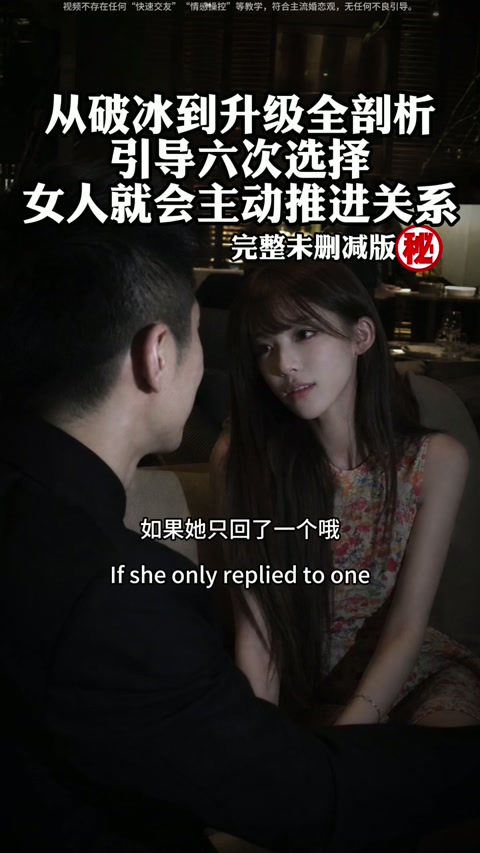 视频不存在任何“快速交友”“情感操控”等教学，符合主流婚恋观，无任何不良引导。
从破冰到升级全剖析
引导六次选择
女人就会主动推进关系
完整未删减版㊙
如果她只回了一个哦
If she only replied to one